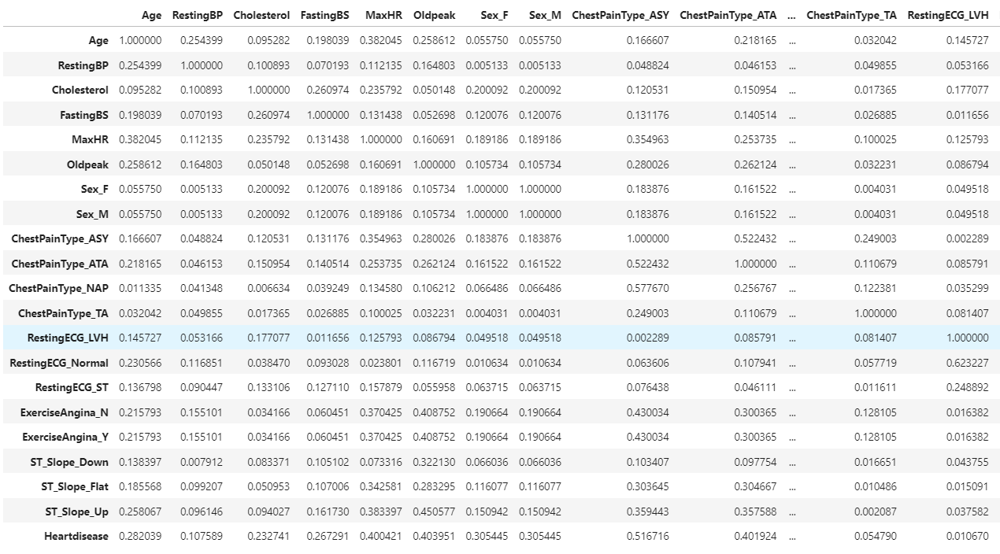 Age RestingBP Cholesterol FastingBS MaxHR Oldpeak Sex_F Sex_M ChestPainType_ASY ChestPainType_ATA ... ChestPainType_TA RestingECG_LVH
Age 1.000000 0.254399 0.095282 0.198039 0.382045 0.258612 0.055750 0.055750 0.166607 0.218165 ... 0.032042 0.145727
RestingBP 0.254399 1.000000 0.100893 0.070193 0.112135 0.164803 0.005133 0.005133 0.048824 0.046153 ... 0.049855 0.053166
Cholesterol 0.095282 0.100893 1.000000 0.260974 0.235792 0.050148 0.200092 0.200092 0.120531 0.150954 ... 0.017365 0.177077
FastingBS 0.198039 0.070193 0.260974 1.000000 0.131438 0.052698 0.120076 0.120076 0.131176 0.140514 ... 0.026885 0.011656
MaxHR 0.382045 0.112135 0.235792 0.131438 1.000000 0.160691 0.189186 0.189186 0.354963 0.253735 ... 0.100025 0.125793
Oldpeak 0.258612 0.164803 0.050148 0.052698 0.160691 1.000000 0.105734 0.105734 0.280026 0.262124 ... 0.032231 0.086794
Sex_F 0.055750 0.005133 0.200092 0.120076 0.189186 0.105734 1.000000 1.000000 0.183876 0.161522 ... 0.004031 0.049518
Sex_M 0.055750 0.005133 0.200092 0.120076 0.189186 0.105734 1.000000 1.000000 0.183876 0.161522 ... 0.004031 0.049518
ChestPainType_ASY 0.166607 0.048824 0.120531 0.131176 0.354963 0.280026 0.183876 0.183876 1.000000 0.522432 ... 0.249003 0.002289
ChestPainType_ATA 0.218165 0.046153 0.150954 0.140514 0.253735 0.262124 0.161522 0.161522 0.522432 1.000000 ... 0.110679 0.085791
ChestPainType_NAP 0.011335 0.041348 0.006634 0.039249 0.134580 0.106212 0.066486 0.066486 0.577670 0.256767 ... 0.122381 0.035299
ChestPainType_TA 0.032042 0.049855 0.017365 0.026885 0.100025 0.032231 0.004031 0.004031 0.249003 0.110679 ... 1.000000 0.081407
RestingECG_LVH 0.145727 0.053166 0.177077 0.011656 0.125793 0.086794 0.049518 0.049518 0.002289 0.085791 ... 0.081407 1.000000
RestingECG_Normal 0.230566 0.116851 0.038470 0.093028 0.023801 0.116719 0.010634 0.010634 0.063606 0.107941 ... 0.057719 0.623227
RestingECG_ST 0.136798 0.090447 0.133106 0.127110 0.157879 0.055958 0.063715 0.063715 0.076438 0.046111 ... 0.011611 0.248892
ExerciseAngina_N 0.215793 0.155101 0.034166 0.060451 0.370425 0.408752 0.190664 0.190664 0.430034 0.300365 ... 0.128105 0.016382
ExerciseAngina_Y 0.215793 0.155101 0.034166 0.060451 0.370425 0.408752 0.190664 0.190664 0.430034 0.300365 ... 0.128105 0.016382
ST_Slope_Down 0.138397 0.007912 0.083371 0.105102 0.073316 0.322130 0.066036 0.066036 0.103407 0.097754 ... 0.016651 0.043755
ST_Slope_Flat 0.185568 0.099207 0.050953 0.107006 0.342581 0.283295 0.116077 0.116077 0.303645 0.304667 ... 0.010486 0.015091
ST_Slope_Up 0.258067 0.096146 0.094027 0.161730 0.383397 0.450577 0.150942 0.150942 0.359443 0.357588 ... 0.002087 0.037582
Heartdisease 0.282039 0.107589 0.232741 0.267291 0.400421 0.403951 0.305445 0.305445 0.516716 0.401924 ... 0.054790 0.010670